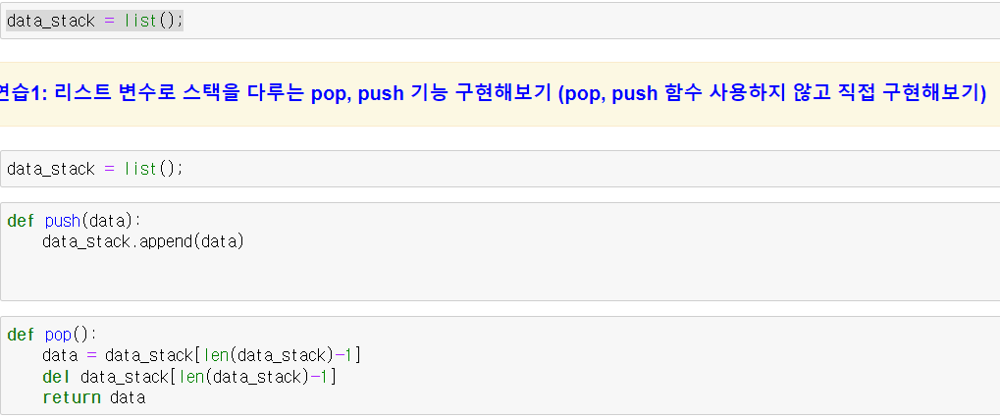 data_stack = list();
연습1: 리스트 변수로 스택을 다루는 pop, push 기능 구현해보기 (pop, push 함수 사용하지 않고 직접 구현해보기)
data_stack = list();
def push(data):
    data_stack.append(data)
def pop():
    data = data_stack[len(data_stack)-1]
    del data_stack[len(data_stack)-1]
    return data